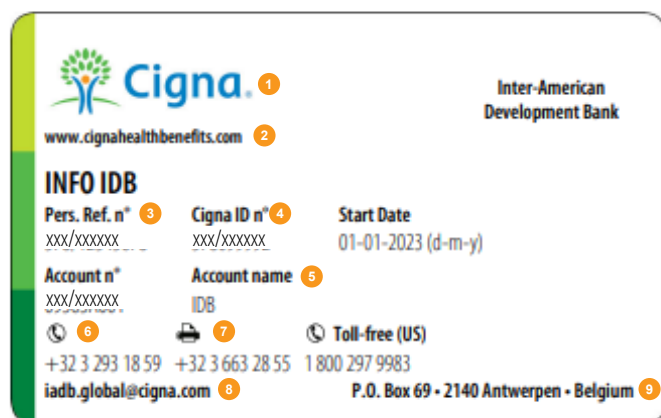 Cigna. 1
Inter-American
Development Bank
www.cignahealthbenefits.com 2
INFO IDB
Pers. Ref. n° 3 Cigna ID n° 4 Start Date
XXX/XXXXXX XXX/XXXXXX 01-01-2023 (d-m-y)
Account n° Account name 5
XXX/XXXXXX IDB
6 7 Toll-free (US)
+32 3 293 18 59 +32 3 663 28 55 1 800 297 9983
iadb.global@cigna.com 8 P.O. Box 69 • 2140 Antwerpen • Belgium 9